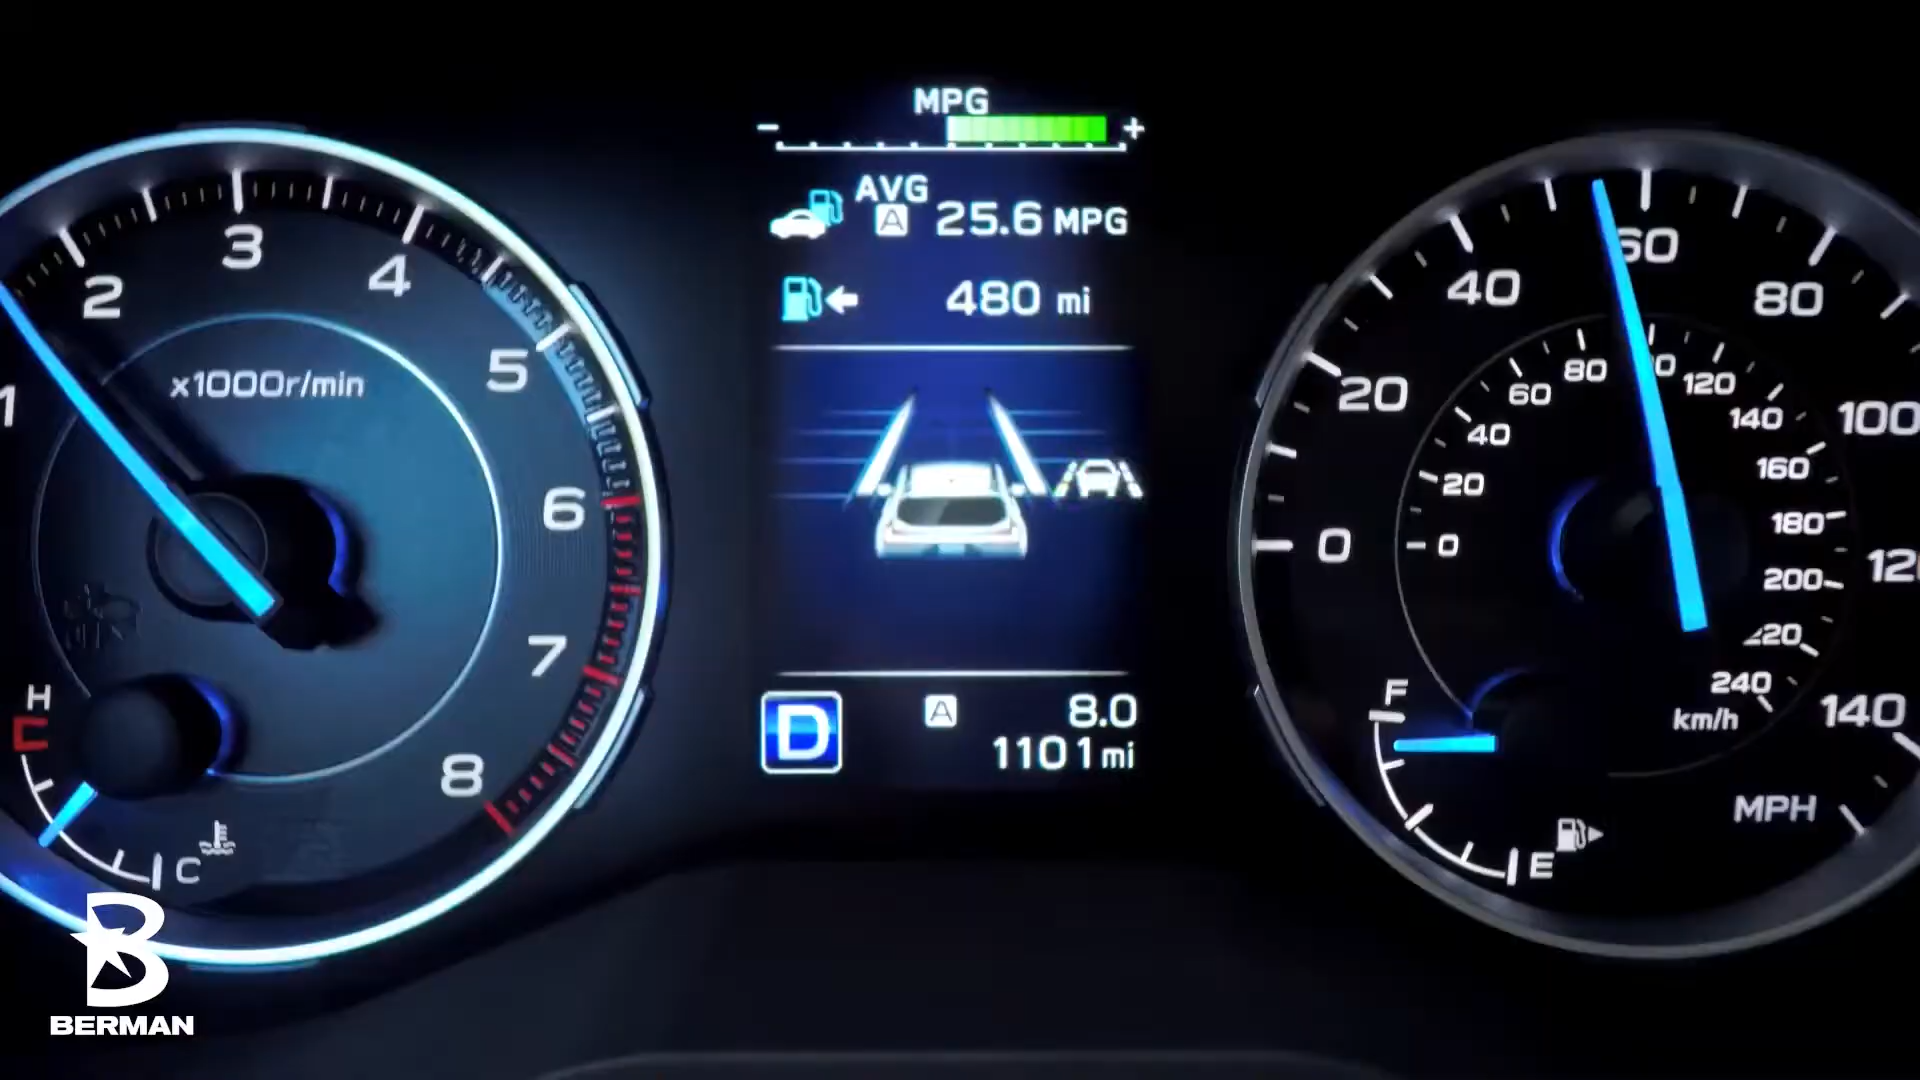 1
2
3
4
5
6
7
8
x1000r/min
H
C
BERMAN
MPG
- +
AVG
A 25.6 MPG
480 mi
D
A 8.0
1101 mi
0
20
40
60
80
100
140
MPH
0
20
40
60
80
120
140
160
180
200
220
240
km/h
F
E